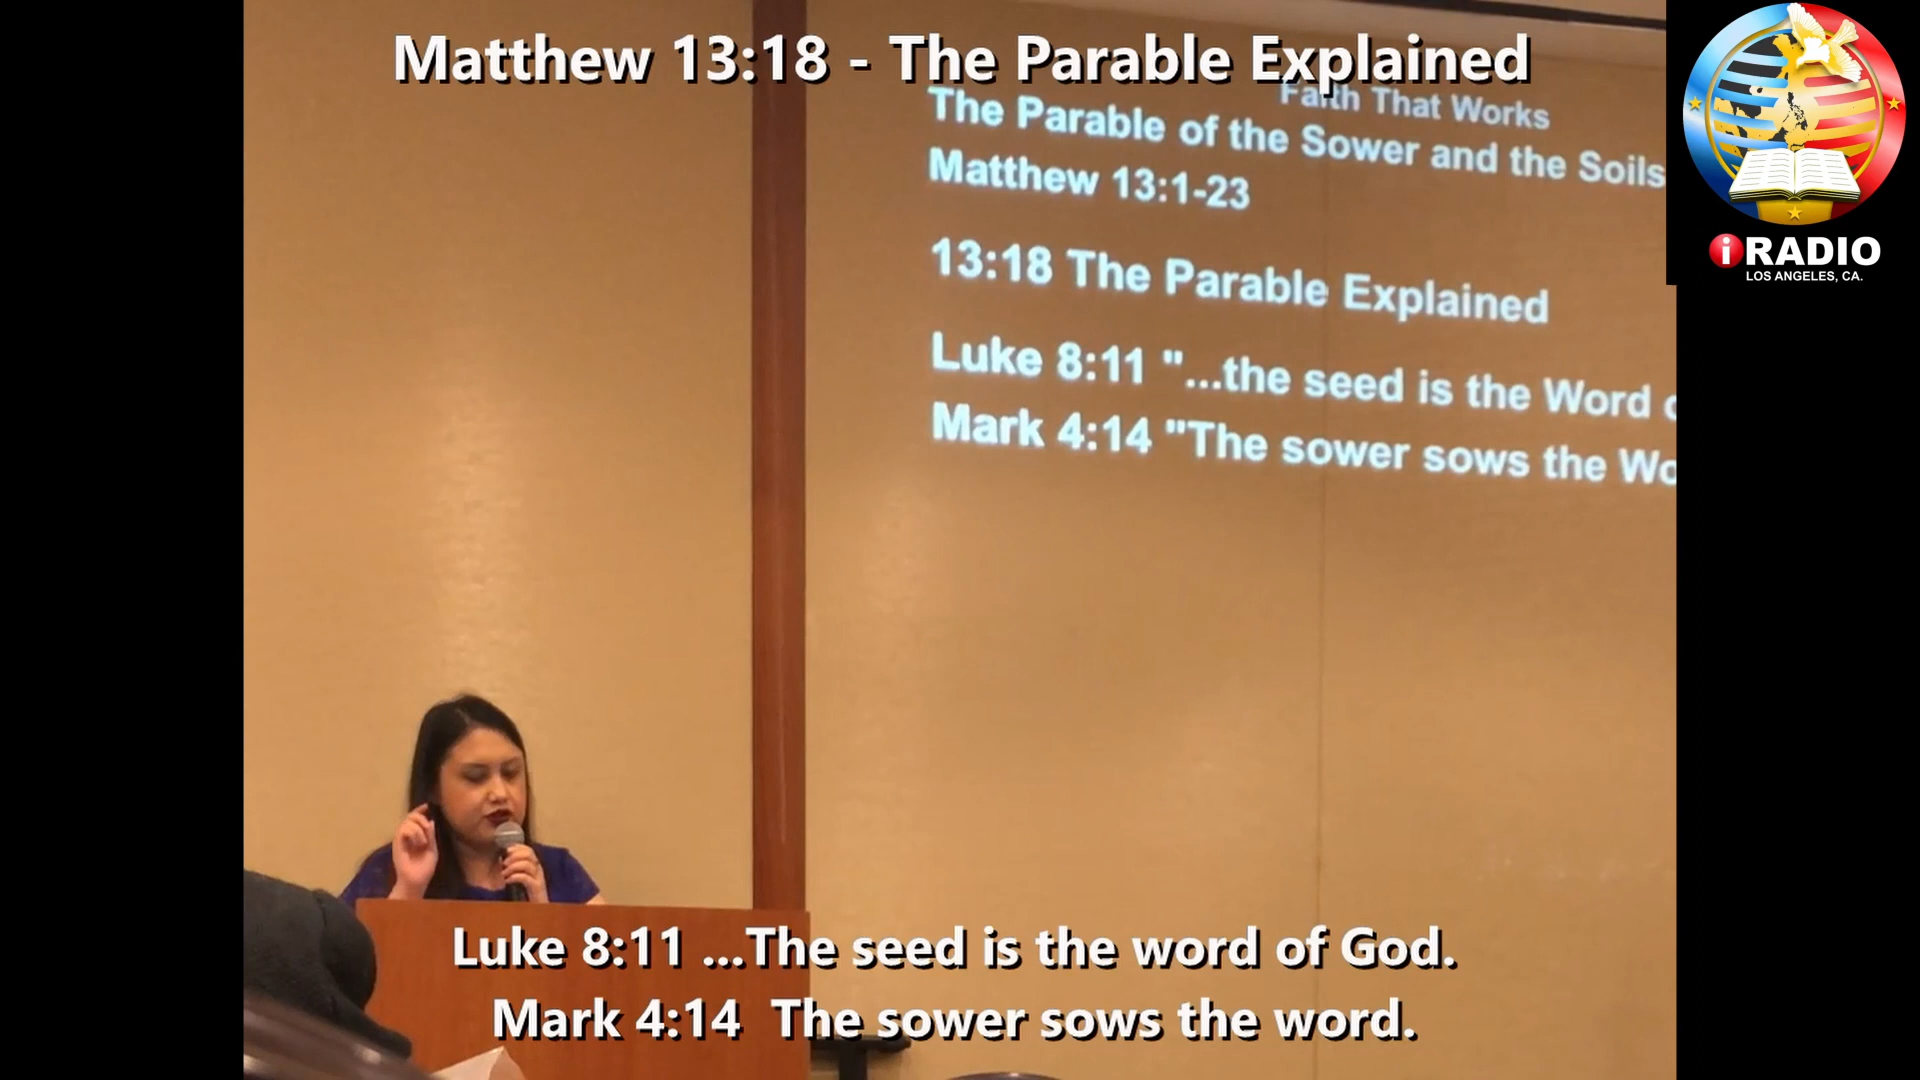 Matthew 13:18 - The Parable Explained
Faith That Works
The Parable of the Sower and the Soils
Matthew 13:1-23
13:18 The Parable Explained
Luke 8:11 "...the seed is the Word
Mark 4:14 "The sower sows the
Luke 8:11 ...The seed is the word of God.
Mark 4:14 The sower sows the word.
i RADIO
LOS ANGELES, CA.